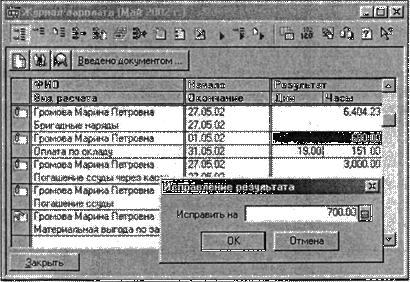 Журнал зарплаты (Май 2002 г.)
Введено документом ...
ФИО Начало Результат
Вид расчета Окончание Дни Часы
Громова Марина Петровна 27.05.02 6,404.23
Бригадные наряды 27.05.02
Громова Марина Петровна 01.05.02
Оплата по окладу 31.05.02 19.00 151.00
Громова Марина Петровна 27.05.02 3,000.00
Погашение ссуды через
Громова Марина Петровна
Погашение ссуды
Громова Марина Петровна
Материальная выгода по за
Исправление результата
Исправить на 700.00
OK Отмена
Закрыть